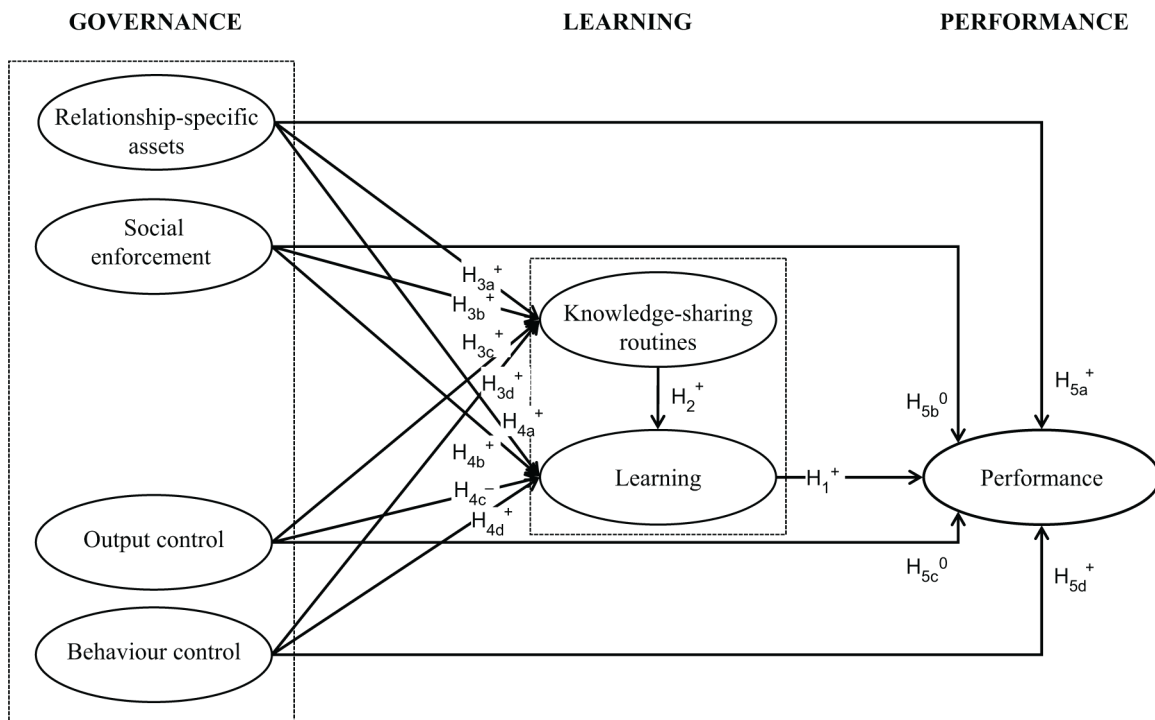 GOVERNANCE
LEARNING
PERFORMANCE
Relationship-specific
assets
Social
enforcement
H3a+
H3b+
Knowledge-sharing
routines
H3c+
H3d+
H2+
H5a+
H5b0
H4a+
H4b+
Learning
H1+
Performance
H4c–
H4d+
Output control
H5c0
H5d+
Behaviour control